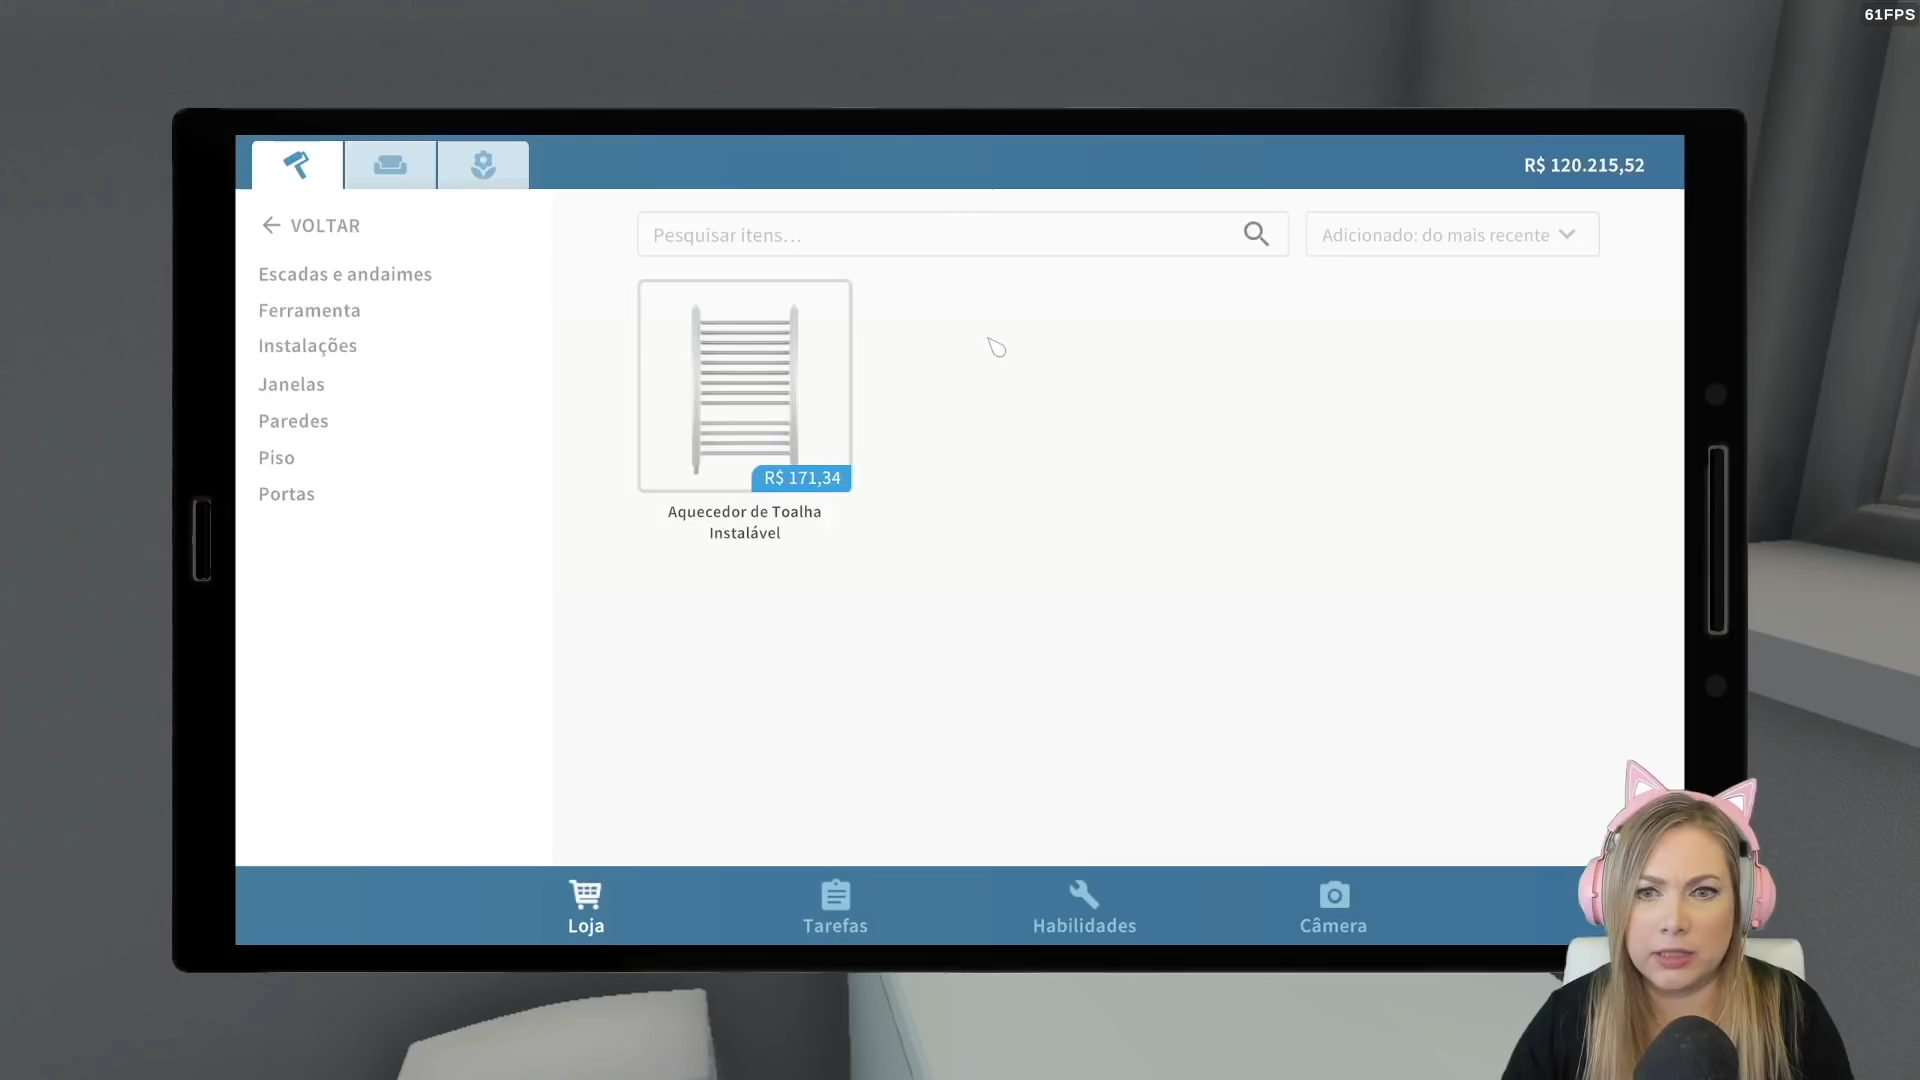 61FPS
R$ 120.215,52
VOLTAR
Pesquisar itens...
Adicionado: do mais recente
Escadas e andaimes
Ferramenta
Instalações
Janelas
Paredes
Piso
Portas
R$ 171,34
Aquecedor de Toalha
Instalável
Loja
Tarefas
Habilidades
Câmera